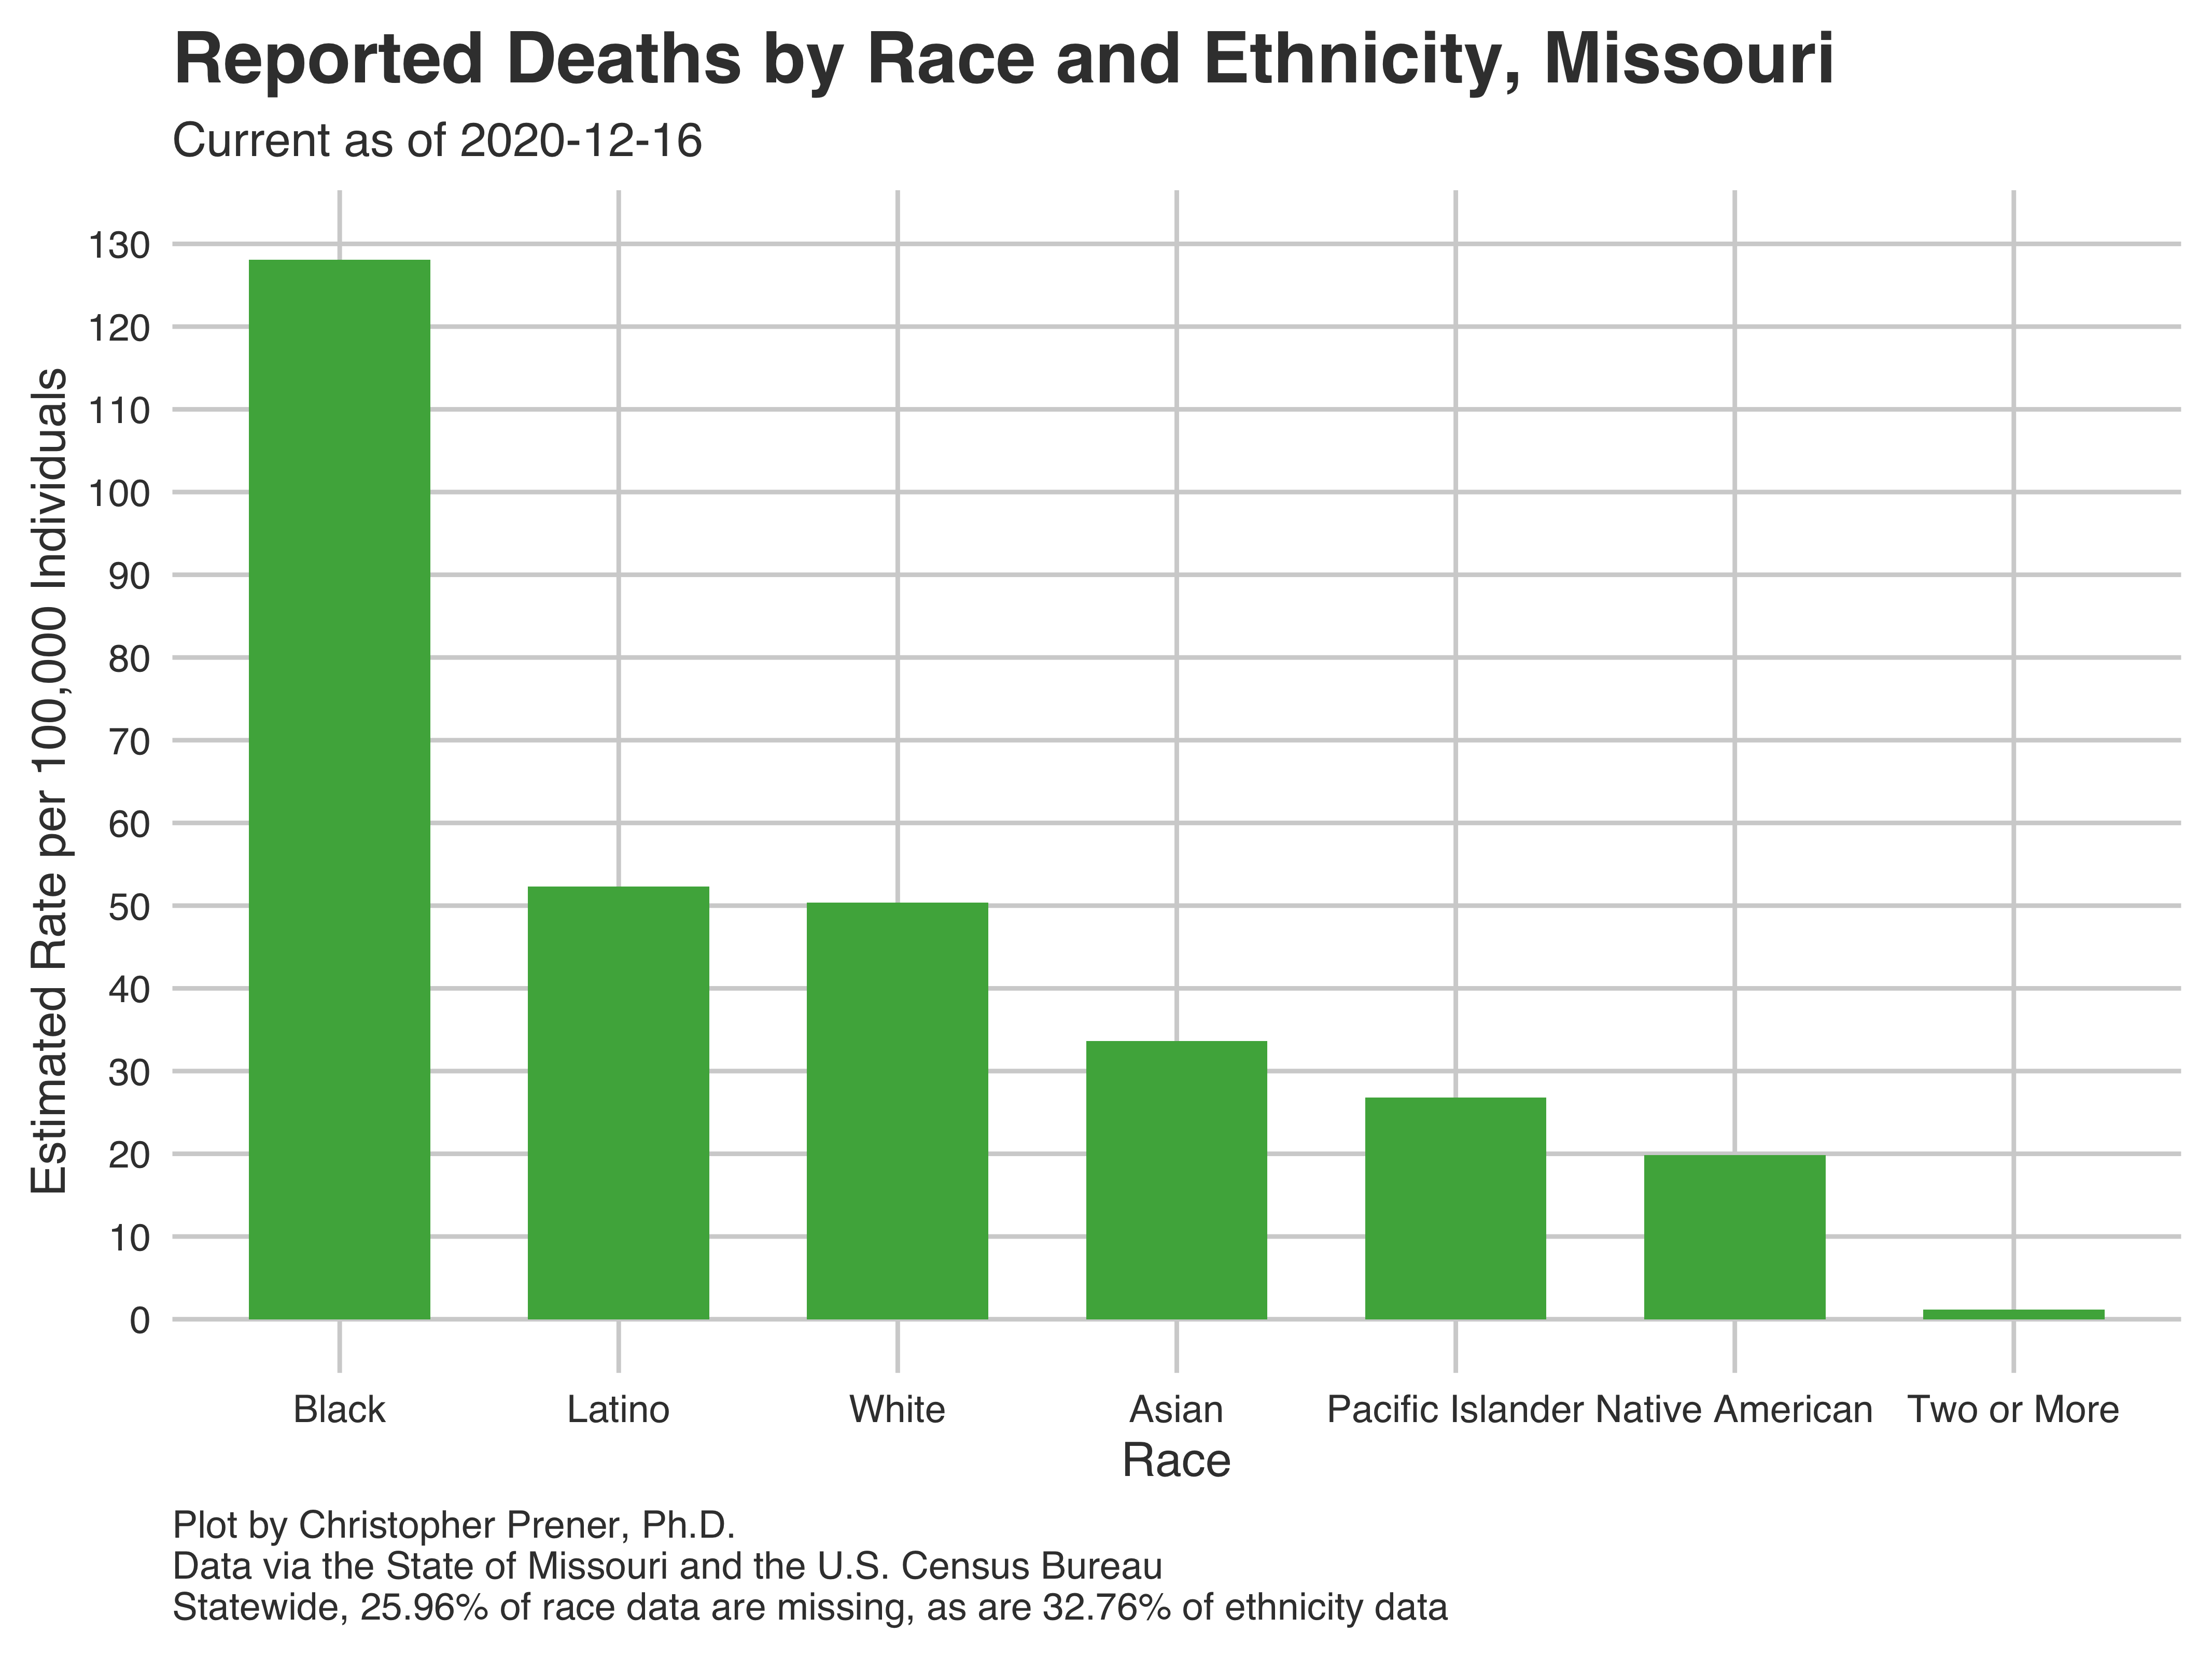 Reported Deaths by Race and Ethnicity, Missouri
Current as of 2020-12-16
Estimated Rate per 100,000 Individuals
130
120
110
100
90
80
70
60
50
40
30
20
10
0
Black Latino White Asian Pacific Islander Native American Two or More
Race
Plot by Christopher Prener, Ph.D.
Data via the State of Missouri and the U.S. Census Bureau
Statewide, 25.96% of race data are missing, as are 32.76% of ethnicity data